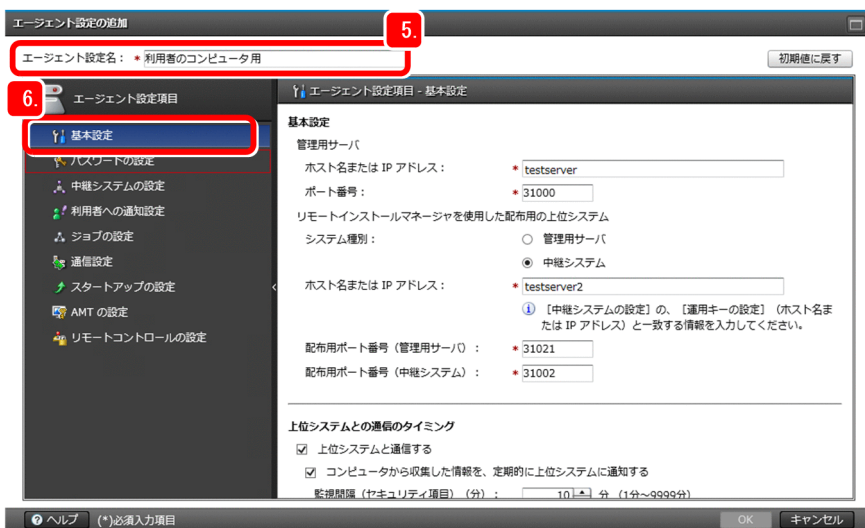 エージェント設定の追加
5.
エージェント設定名： * 利用者のコンピュータ用
初期値に戻す
6.
エージェント設定項目
エージェント設定項目 - 基本設定
基本設定
パスワードの設定
中継システムの設定
利用者への通知設定
ジョブの設定
通信設定
スタートアップの設定
AMT の設定
リモートコントロールの設定
基本設定
管理用サーバ
ホスト名または IP アドレス： * testserver
ポート番号： * 31000
リモートインストールマネージャを使用した配布用の上位システム
システム種別： 管理用サーバ
中継システム
ホスト名または IP アドレス： * testserver2
［中継システムの設定］の、［運用キーの設定］（ホスト名ま
たは IP アドレス）と一致する情報を入力してください。
配布用ポート番号（管理用サーバ）： * 31021
配布用ポート番号（中継システム）： * 31002
上位システムとの通信のタイミング
上位システムと通信する
コンピュータから収集した情報を、定期的に上位システムに通知する
監視間隔（セキュリティ項目）（分）： 10 分 （1分～9999分）
ヘルプ (*)必須入力項目
OK キャンセル